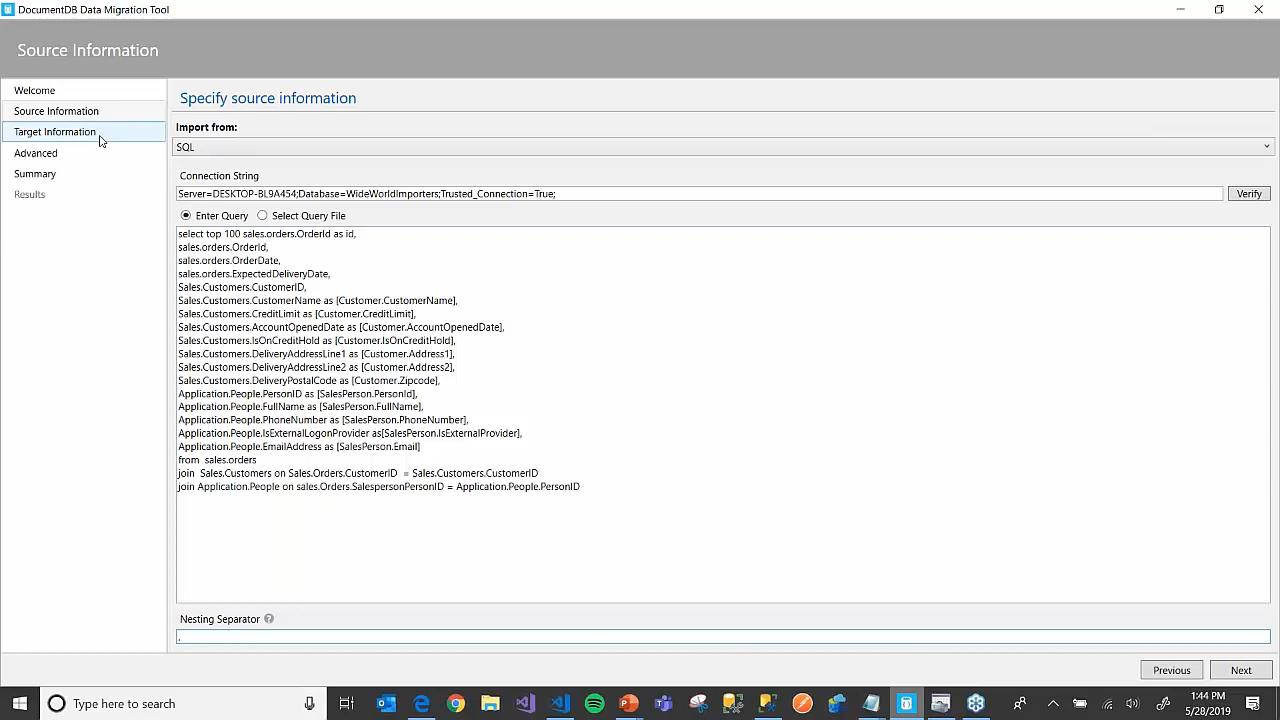 DocumentDB Data Migration Tool
Source Information
Welcome
Source Information
Target Information
Advanced
Summary
Results
Specify source information
Import from:
SQL
Connection String
Server=DESKTOP-BL9A454;Database=WideWorldImporters;Trusted_Connection=True;
Verify
Enter Query
Select Query File
select top 100 sales.orders.OrderId as id,
sales.orders.OrderId,
sales.orders.OrderDate,
sales.orders.ExpectedDeliveryDate,
Sales.Customers.CustomerID,
Sales.Customers.CustomerName as [Customer.CustomerName],
Sales.Customers.CreditLimit as [Customer.CreditLimit],
Sales.Customers.AccountOpenedDate as [Customer.AccountOpenedDate],
Sales.Customers.IsOnCreditHold as [Customer.IsOnCreditHold],
Sales.Customers.DeliveryAddressLine1 as [Customer.Address1],
Sales.Customers.DeliveryAddressLine2 as [Customer.Address2],
Sales.Customers.DeliveryPostalCode as [Customer.Zipcode],
Application.People.PersonID as [SalesPerson.PersonId],
Application.People.FullName as [SalesPerson.FullName],
Application.People.PhoneNumber as [SalesPerson.PhoneNumber],
Application.People.IsExternalLogonProvider as[SalesPerson.IsExternalProvider],
Application.People.EmailAddress as [SalesPerson.Email]
from  sales.orders
join  Sales.Customers on Sales.Orders.CustomerID  = Sales.Customers.CustomerID
join Application.People on sales.Orders.SalespersonPersonID = Application.People.PersonID
Nesting Separator
Previous
Next
Type here to search
1:44 PM
5/28/2019